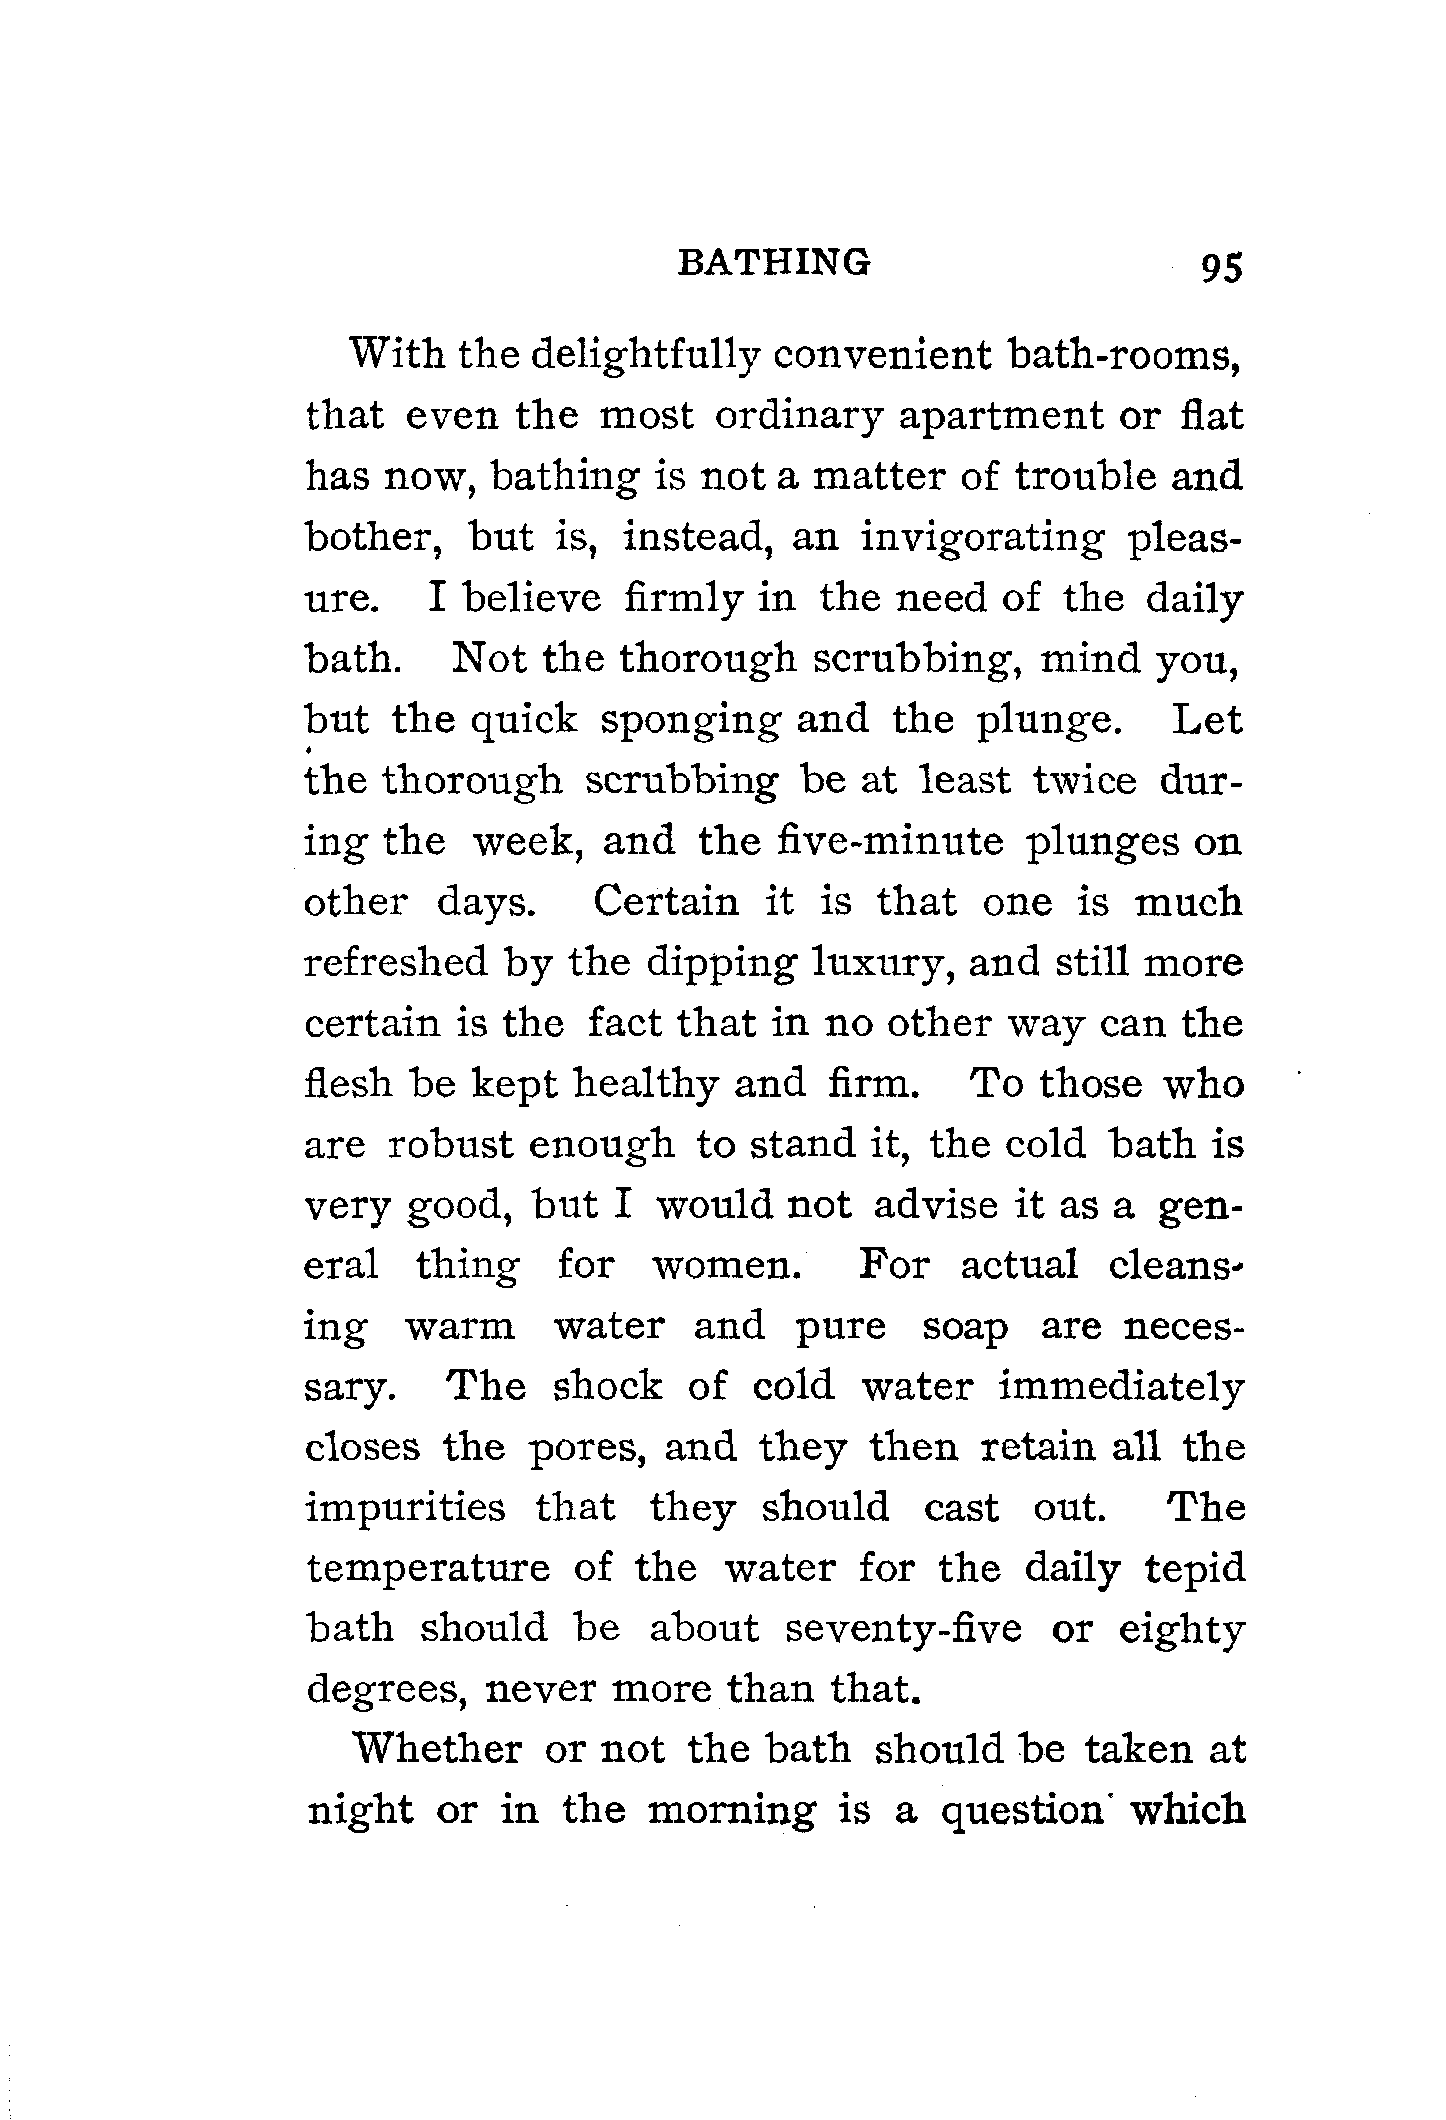 BATHING 95
With the delightfully convenient bath-rooms,
that even the most ordinary apartment or flat
has now, bathing is not a matter of trouble and
bother, but is, instead, an invigorating pleas-
ure. I believe firmly in the need of the daily
bath. Not the thorough scrubbing, mind you,
but the quick sponging and the plunge. Let
the thorough scrubbing be at least twice dur-
ing the week, and the five-minute plunges on
other days. Certain it is that one is much
refreshed by the dipping luxury, and still more
certain is the fact that in no other way can the
flesh be kept healthy and firm. To those who
are robust enough to stand it, the cold bath is
very good, but I would not advise it as a gen-
eral thing for women. For actual cleans-
ing warm water and pure soap are neces-
sary. The shock of cold water immediately
closes the pores, and they then retain all the
impurities that they should cast out. The
temperature of the water for the daily tepid
bath should be about seventy-five or eighty
degrees, never more than that.
Whether or not the bath should be taken at
night or in the morning is a question which